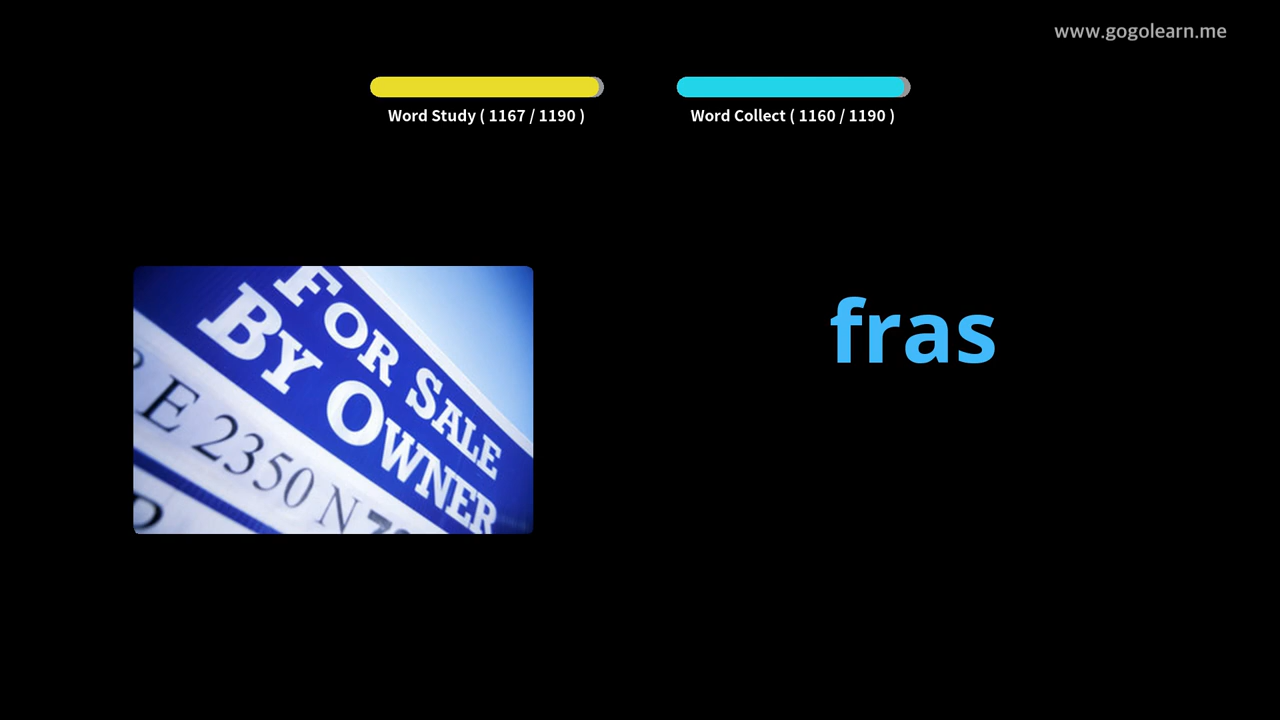 www.gogolearn.me
Word Study ( 1167 / 1190 )
Word Collect ( 1160 / 1190 )
FOR SALE
BY OWNER
E 2350 N
fras